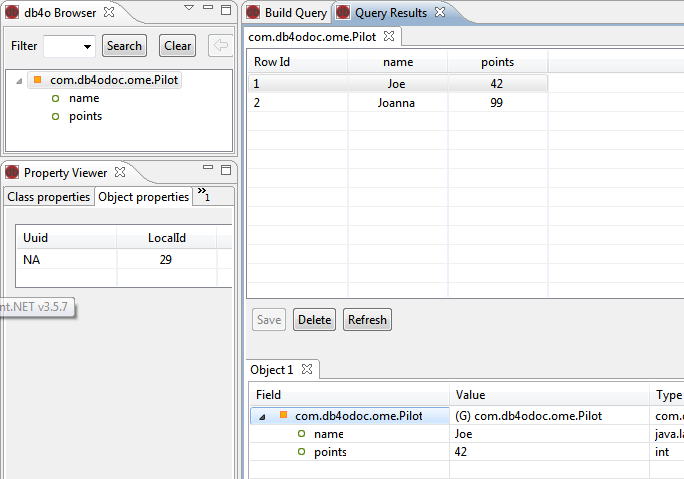 db4o Browser
Filter Search Clear
com.db4odoc.ome.Pilot
name
points
Property Viewer
Class properties Object properties »1
Uuid LocalId
NA 29
nt.NET v3.5.7
Build Query Query Results
com.db4odoc.ome.Pilot
Row Id name points
1 Joe 42
2 Joanna 99
Save Delete Refresh
Object 1
Field Value Type
com.db4odoc.ome.Pilot (G) com.db4odoc.ome.Pilot com.
name Joe java.la
points 42 int